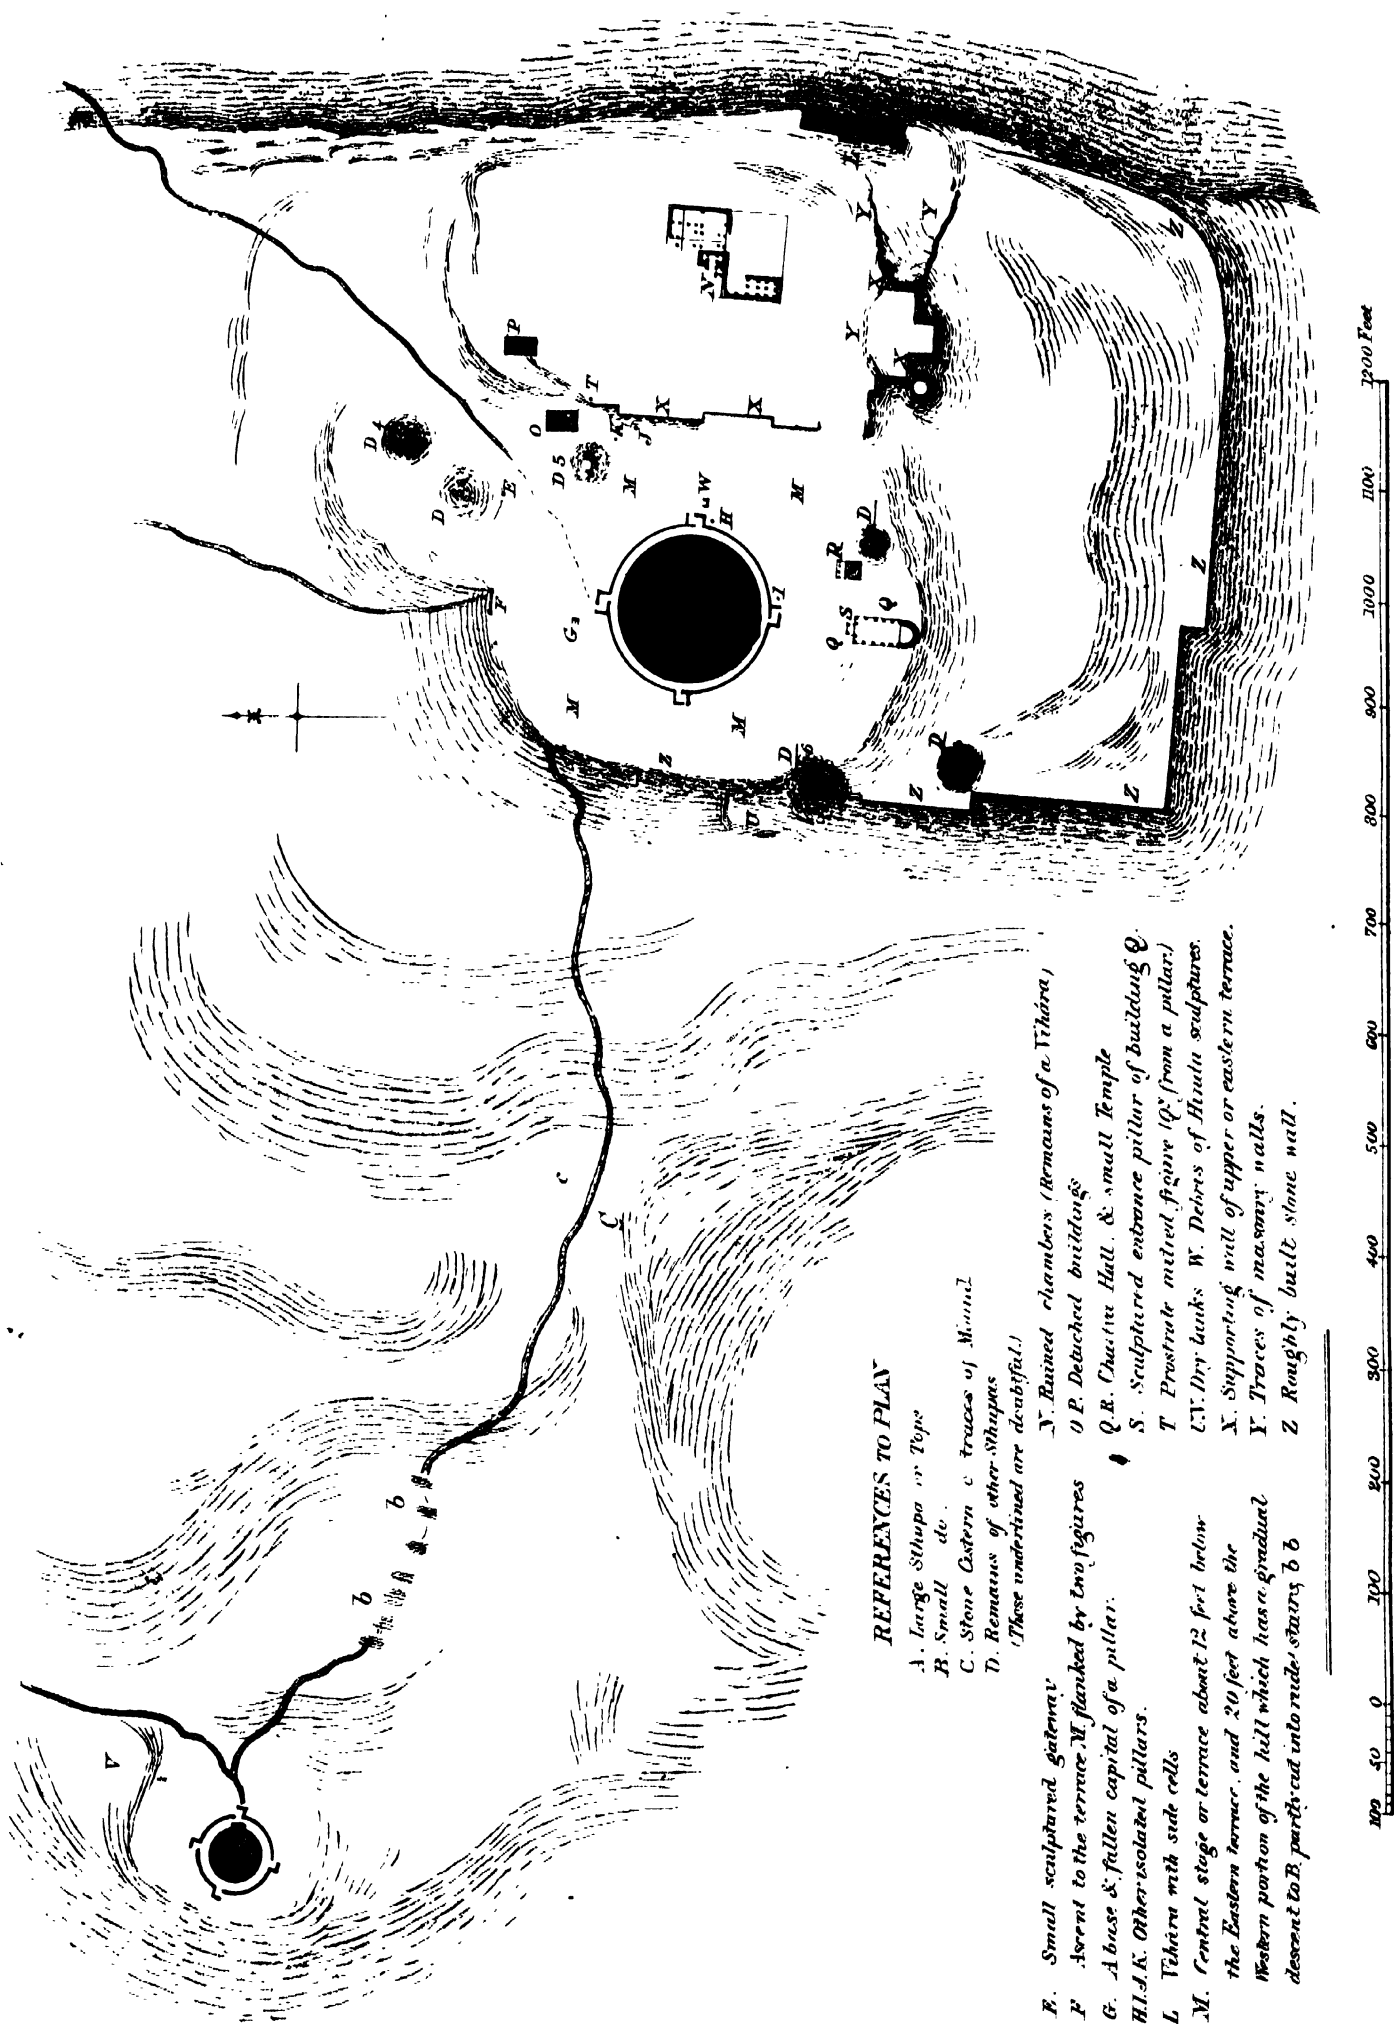 REFERENCES TO PLAN
A. Large Sthupa or Tope
B. Small do.
C. Stone Cistern c traces of Mound
D. Remains of other Sthupas
(Those underlined are doubtful.)
E. Small sculptured gateway
F Ascent to the terrace M flanked by two figures
G. A base & fallen capital of a pillar.
H.I.J.K. Other isolated pillars.
L Vihára with side cells
M. Central stage or terrace about 12 feet below
the Eastern terrace, and 20 feet above the
Western portion of the hill which has a gradual
descent to B, partly cut into rude stairs, b b
N. Ruined chambers (Remains of a Vihára)
O P. Detached buildings
Q R. Chaitya Hall & small Temple
S. Sculptured entrance pillar of building Q.
T Prostrate mitred figure (Q? from a pillar.)
U.V. Dry tanks W. Debris of Hindu sculptures.
X. Supporting wall of upper or eastern terrace.
Y. Traces of masonry walls.
Z Roughly built stone wall.
100 50 0 100 200 300 400 500 600 700 800 900 1000 1100 1200 Feet
V
b
b
C
c
U
Z
D
6
D
Z
Z
M
M
G
F
Q
S
Q
R
D
I
H
W
M
M
E
D
D 4
D 5
O
P
T
K
J
X
X
N
Y
Y
Y
X
X
Z
Z